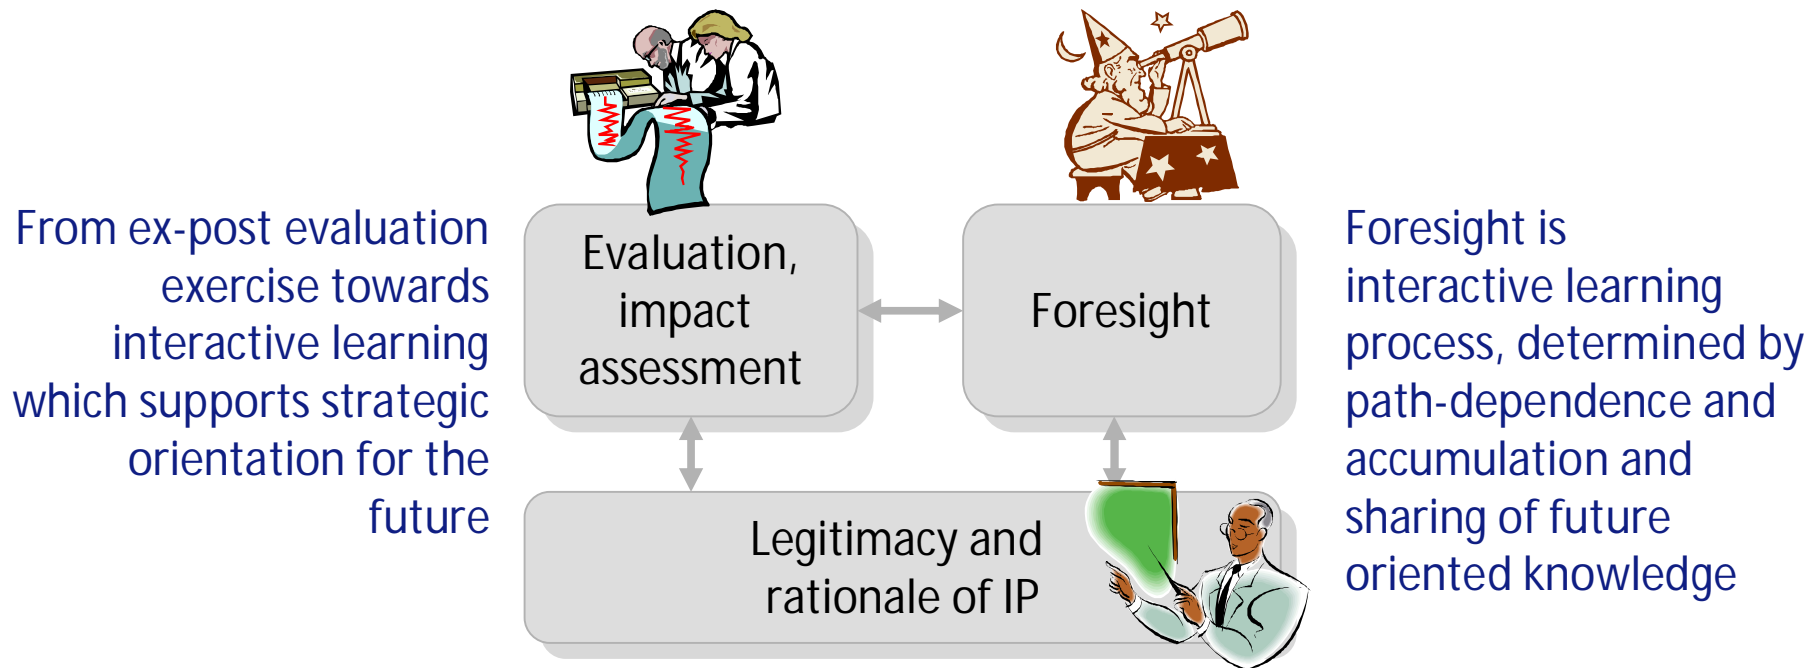 From ex-post evaluation
exercise towards
interactive learning
which supports strategic
orientation for the
future
Evaluation,
impact
assessment
Foresight
Legitimacy and
rationale of IP
Foresight is
interactive learning
process, determined by
path-dependence and
accumulation and
sharing of future
oriented knowledge